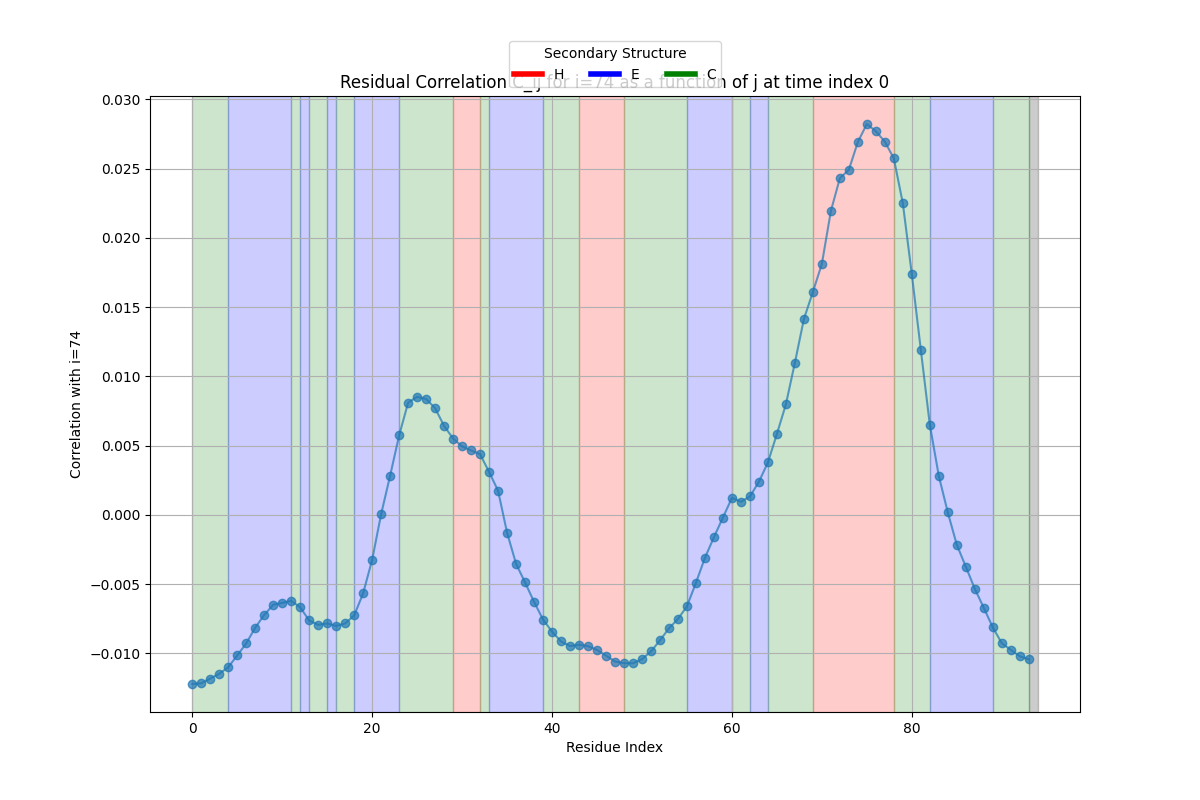 Secondary Structure
H E C
Residual Correlation C_ij for i=74 as a function of j at time index 0
0.030
0.025
0.020
0.015
0.010
0.005
0.000
−0.005
−0.010
Correlation with i=74
0 20 40 60 80
Residue Index